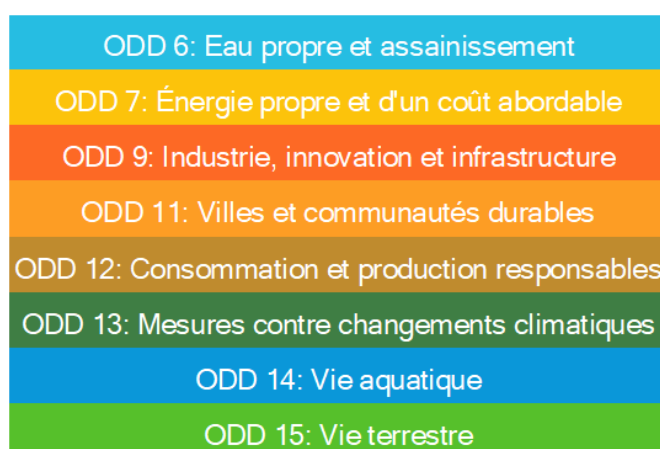 ODD 6: Eau propre et assainissement
ODD 7: Énergie propre et d'un coût abordable
ODD 9: Industrie, innovation et infrastructure
ODD 11: Villes et communautés durables
ODD 12: Consommation et production responsables
ODD 13: Mesures contre changements climatiques
ODD 14: Vie aquatique
ODD 15: Vie terrestre